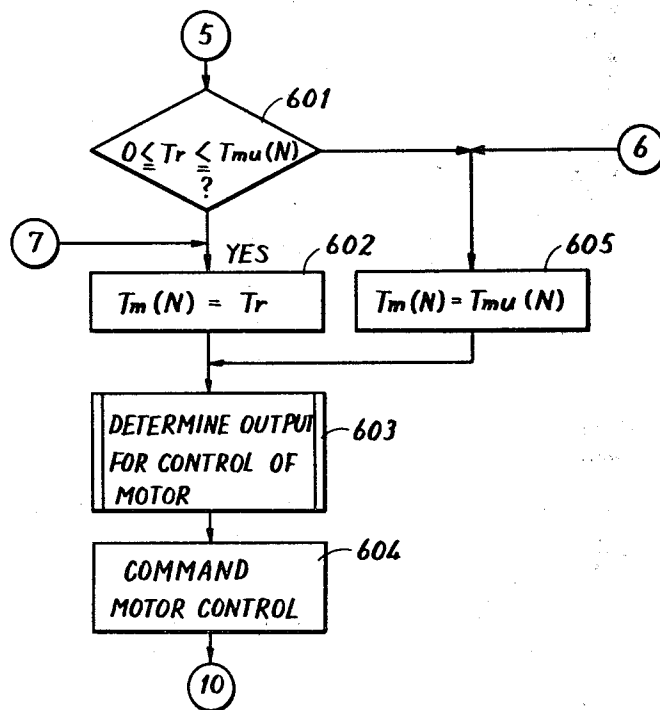 5
601
0 ≦ Tr ≦ Tmu(N)
?
6
7
YES
602
605
Tm(N) = Tr
Tm(N) = Tmu(N)
DETERMINE OUTPUT
FOR CONTROL OF
MOTOR
603
604
COMMAND
MOTOR CONTROL
10